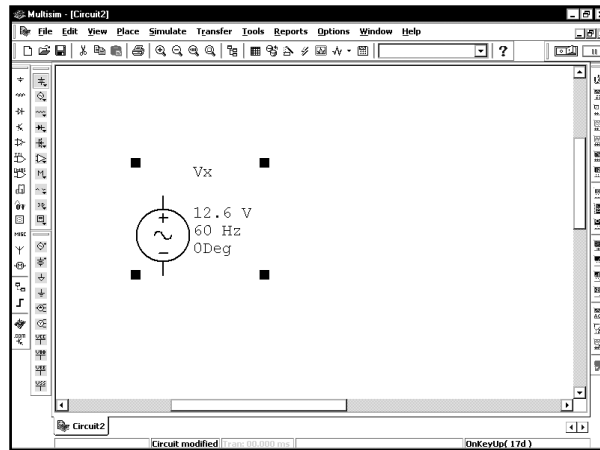 Multisim - [Circuit2]
File Edit View Place Simulate Transfer Tools Reports Options Window Help
Vx
12.6 V
60 Hz
0Deg
MISC
Circuit2
Circuit modified Tran: 00.000 ms OnKeyUp( 17d )